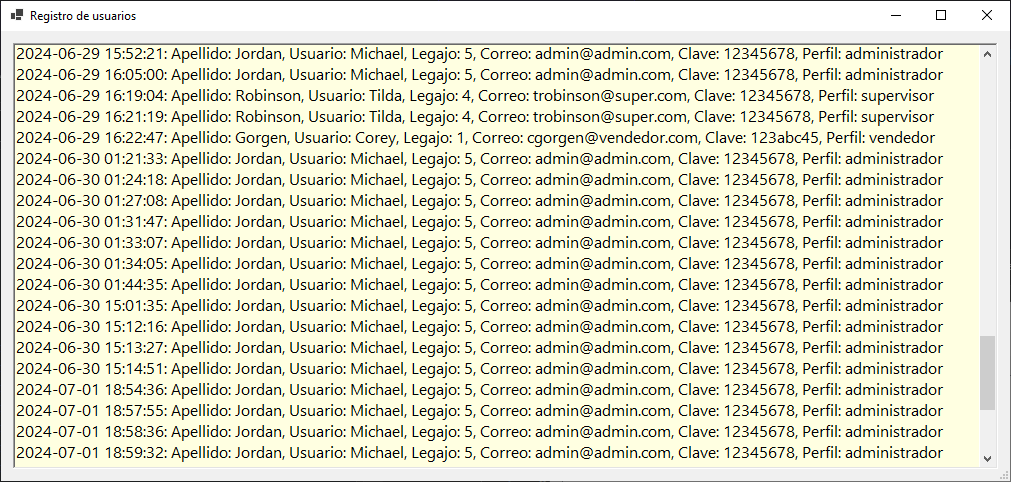 Registro de usuarios
2024-06-29 15:52:21: Apellido: Jordan, Usuario: Michael, Legajo: 5, Correo: admin@admin.com, Clave: 12345678, Perfil: administrador
2024-06-29 16:05:00: Apellido: Jordan, Usuario: Michael, Legajo: 5, Correo: admin@admin.com, Clave: 12345678, Perfil: administrador
2024-06-29 16:19:04: Apellido: Robinson, Usuario: Tilda, Legajo: 4, Correo: trobinson@super.com, Clave: 12345678, Perfil: supervisor
2024-06-29 16:21:19: Apellido: Robinson, Usuario: Tilda, Legajo: 4, Correo: trobinson@super.com, Clave: 12345678, Perfil: supervisor
2024-06-29 16:22:47: Apellido: Gorgen, Usuario: Corey, Legajo: 1, Correo: cgorgen@vendedor.com, Clave: 123abc45, Perfil: vendedor
2024-06-30 01:21:33: Apellido: Jordan, Usuario: Michael, Legajo: 5, Correo: admin@admin.com, Clave: 12345678, Perfil: administrador
2024-06-30 01:24:18: Apellido: Jordan, Usuario: Michael, Legajo: 5, Correo: admin@admin.com, Clave: 12345678, Perfil: administrador
2024-06-30 01:27:08: Apellido: Jordan, Usuario: Michael, Legajo: 5, Correo: admin@admin.com, Clave: 12345678, Perfil: administrador
2024-06-30 01:31:47: Apellido: Jordan, Usuario: Michael, Legajo: 5, Correo: admin@admin.com, Clave: 12345678, Perfil: administrador
2024-06-30 01:33:07: Apellido: Jordan, Usuario: Michael, Legajo: 5, Correo: admin@admin.com, Clave: 12345678, Perfil: administrador
2024-06-30 01:34:05: Apellido: Jordan, Usuario: Michael, Legajo: 5, Correo: admin@admin.com, Clave: 12345678, Perfil: administrador
2024-06-30 01:44:35: Apellido: Jordan, Usuario: Michael, Legajo: 5, Correo: admin@admin.com, Clave: 12345678, Perfil: administrador
2024-06-30 15:01:35: Apellido: Jordan, Usuario: Michael, Legajo: 5, Correo: admin@admin.com, Clave: 12345678, Perfil: administrador
2024-06-30 15:12:16: Apellido: Jordan, Usuario: Michael, Legajo: 5, Correo: admin@admin.com, Clave: 12345678, Perfil: administrador
2024-06-30 15:13:27: Apellido: Jordan, Usuario: Michael, Legajo: 5, Correo: admin@admin.com, Clave: 12345678, Perfil: administrador
2024-06-30 15:14:51: Apellido: Jordan, Usuario: Michael, Legajo: 5, Correo: admin@admin.com, Clave: 12345678, Perfil: administrador
2024-07-01 18:54:36: Apellido: Jordan, Usuario: Michael, Legajo: 5, Correo: admin@admin.com, Clave: 12345678, Perfil: administrador
2024-07-01 18:57:55: Apellido: Jordan, Usuario: Michael, Legajo: 5, Correo: admin@admin.com, Clave: 12345678, Perfil: administrador
2024-07-01 18:58:36: Apellido: Jordan, Usuario: Michael, Legajo: 5, Correo: admin@admin.com, Clave: 12345678, Perfil: administrador
2024-07-01 18:59:32: Apellido: Jordan, Usuario: Michael, Legajo: 5, Correo: admin@admin.com, Clave: 12345678, Perfil: administrador